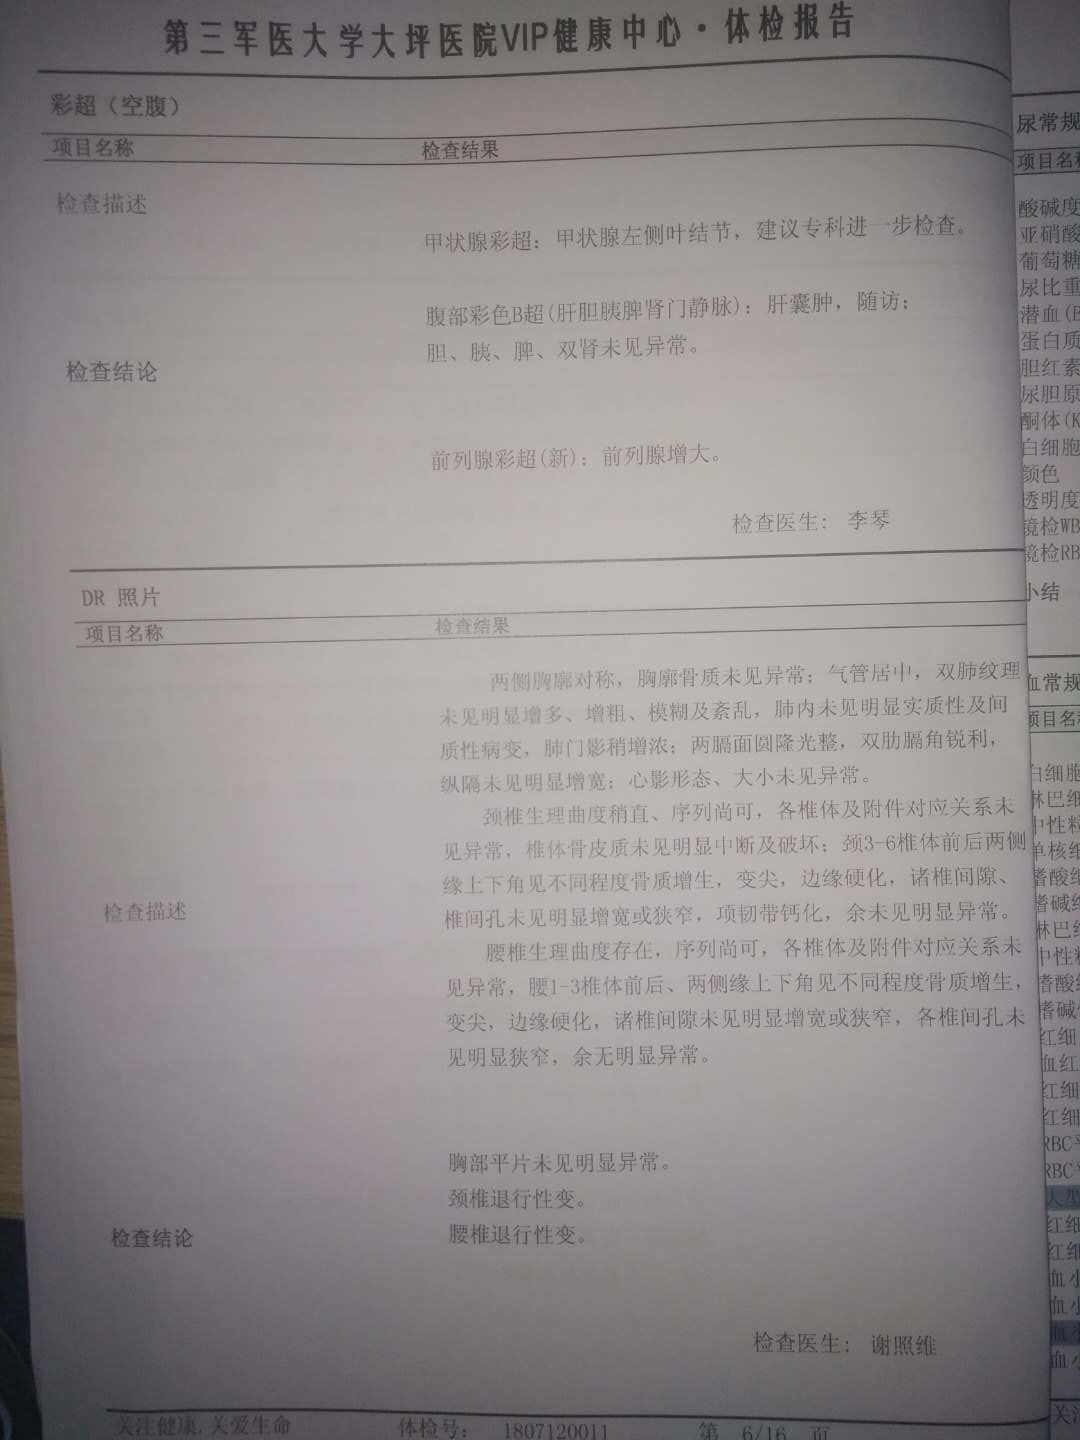 第三军医大学大坪医院VIP健康中心·体检报告
彩超（空腹）
项目名称 检查结果
检查描述
甲状腺彩超：甲状腺左侧叶结节，建议专科进一步检查。
腹部彩色B超(肝胆胰脾肾门静脉)：肝囊肿，随访；
胆、胰、脾、双肾未见异常。
检查结论
前列腺彩超(新)：前列腺增大。
检查医生： 李琴
DR 照片
项目名称 检查结果
两侧胸廓对称，胸廓骨质未见异常；气管居中，双肺纹理
未见明显增多、增粗、模糊及紊乱，肺内未见明显实质性及间
质性病变，肺门影稍增浓；两膈面圆隆光整，双肋膈角锐利，
纵隔未见明显增宽；心影形态、大小未见异常。
颈椎生理曲度稍直、序列尚可，各椎体及附件对应关系未
见异常，椎体骨皮质未见明显中断及破坏；颈3-6椎体前后两侧
缘上下角见不同程度骨质增生，变尖，边缘硬化，诸椎间隙、
检查描述
椎间孔未见明显增宽或狭窄，项韧带钙化，余未见明显异常。
腰椎生理曲度存在，序列尚可，各椎体及附件对应关系未
见异常，腰1-3椎体前后、两侧缘上下角见不同程度骨质增生，
变尖，边缘硬化，诸椎间隙未见明显增宽或狭窄，各椎间孔未
见明显狭窄，余无明显异常。
胸部平片未见明显异常。
颈椎退行性变。
检查结论
腰椎退行性变。
检查医生： 谢照维
关注健康,关爱生命 体检号： 1807120011 第 6/16 页
尿常规
项目名
酸碱度
亚硝酸
葡萄糖
尿比重
潜血(
蛋白质
胆红素
尿胆原
酮体(K
白细胞
颜色
透明度
镜检WB
镜检RB
小结
血常规
项目名
白细胞
淋巴细
中性粒
单核细
嗜酸细
嗜碱细
淋巴细
中性粒
嗜酸
嗜碱
红细
血红
红细
红细
RBC
RBC
大型
红细
红细
血小
血小
血小
血小
关